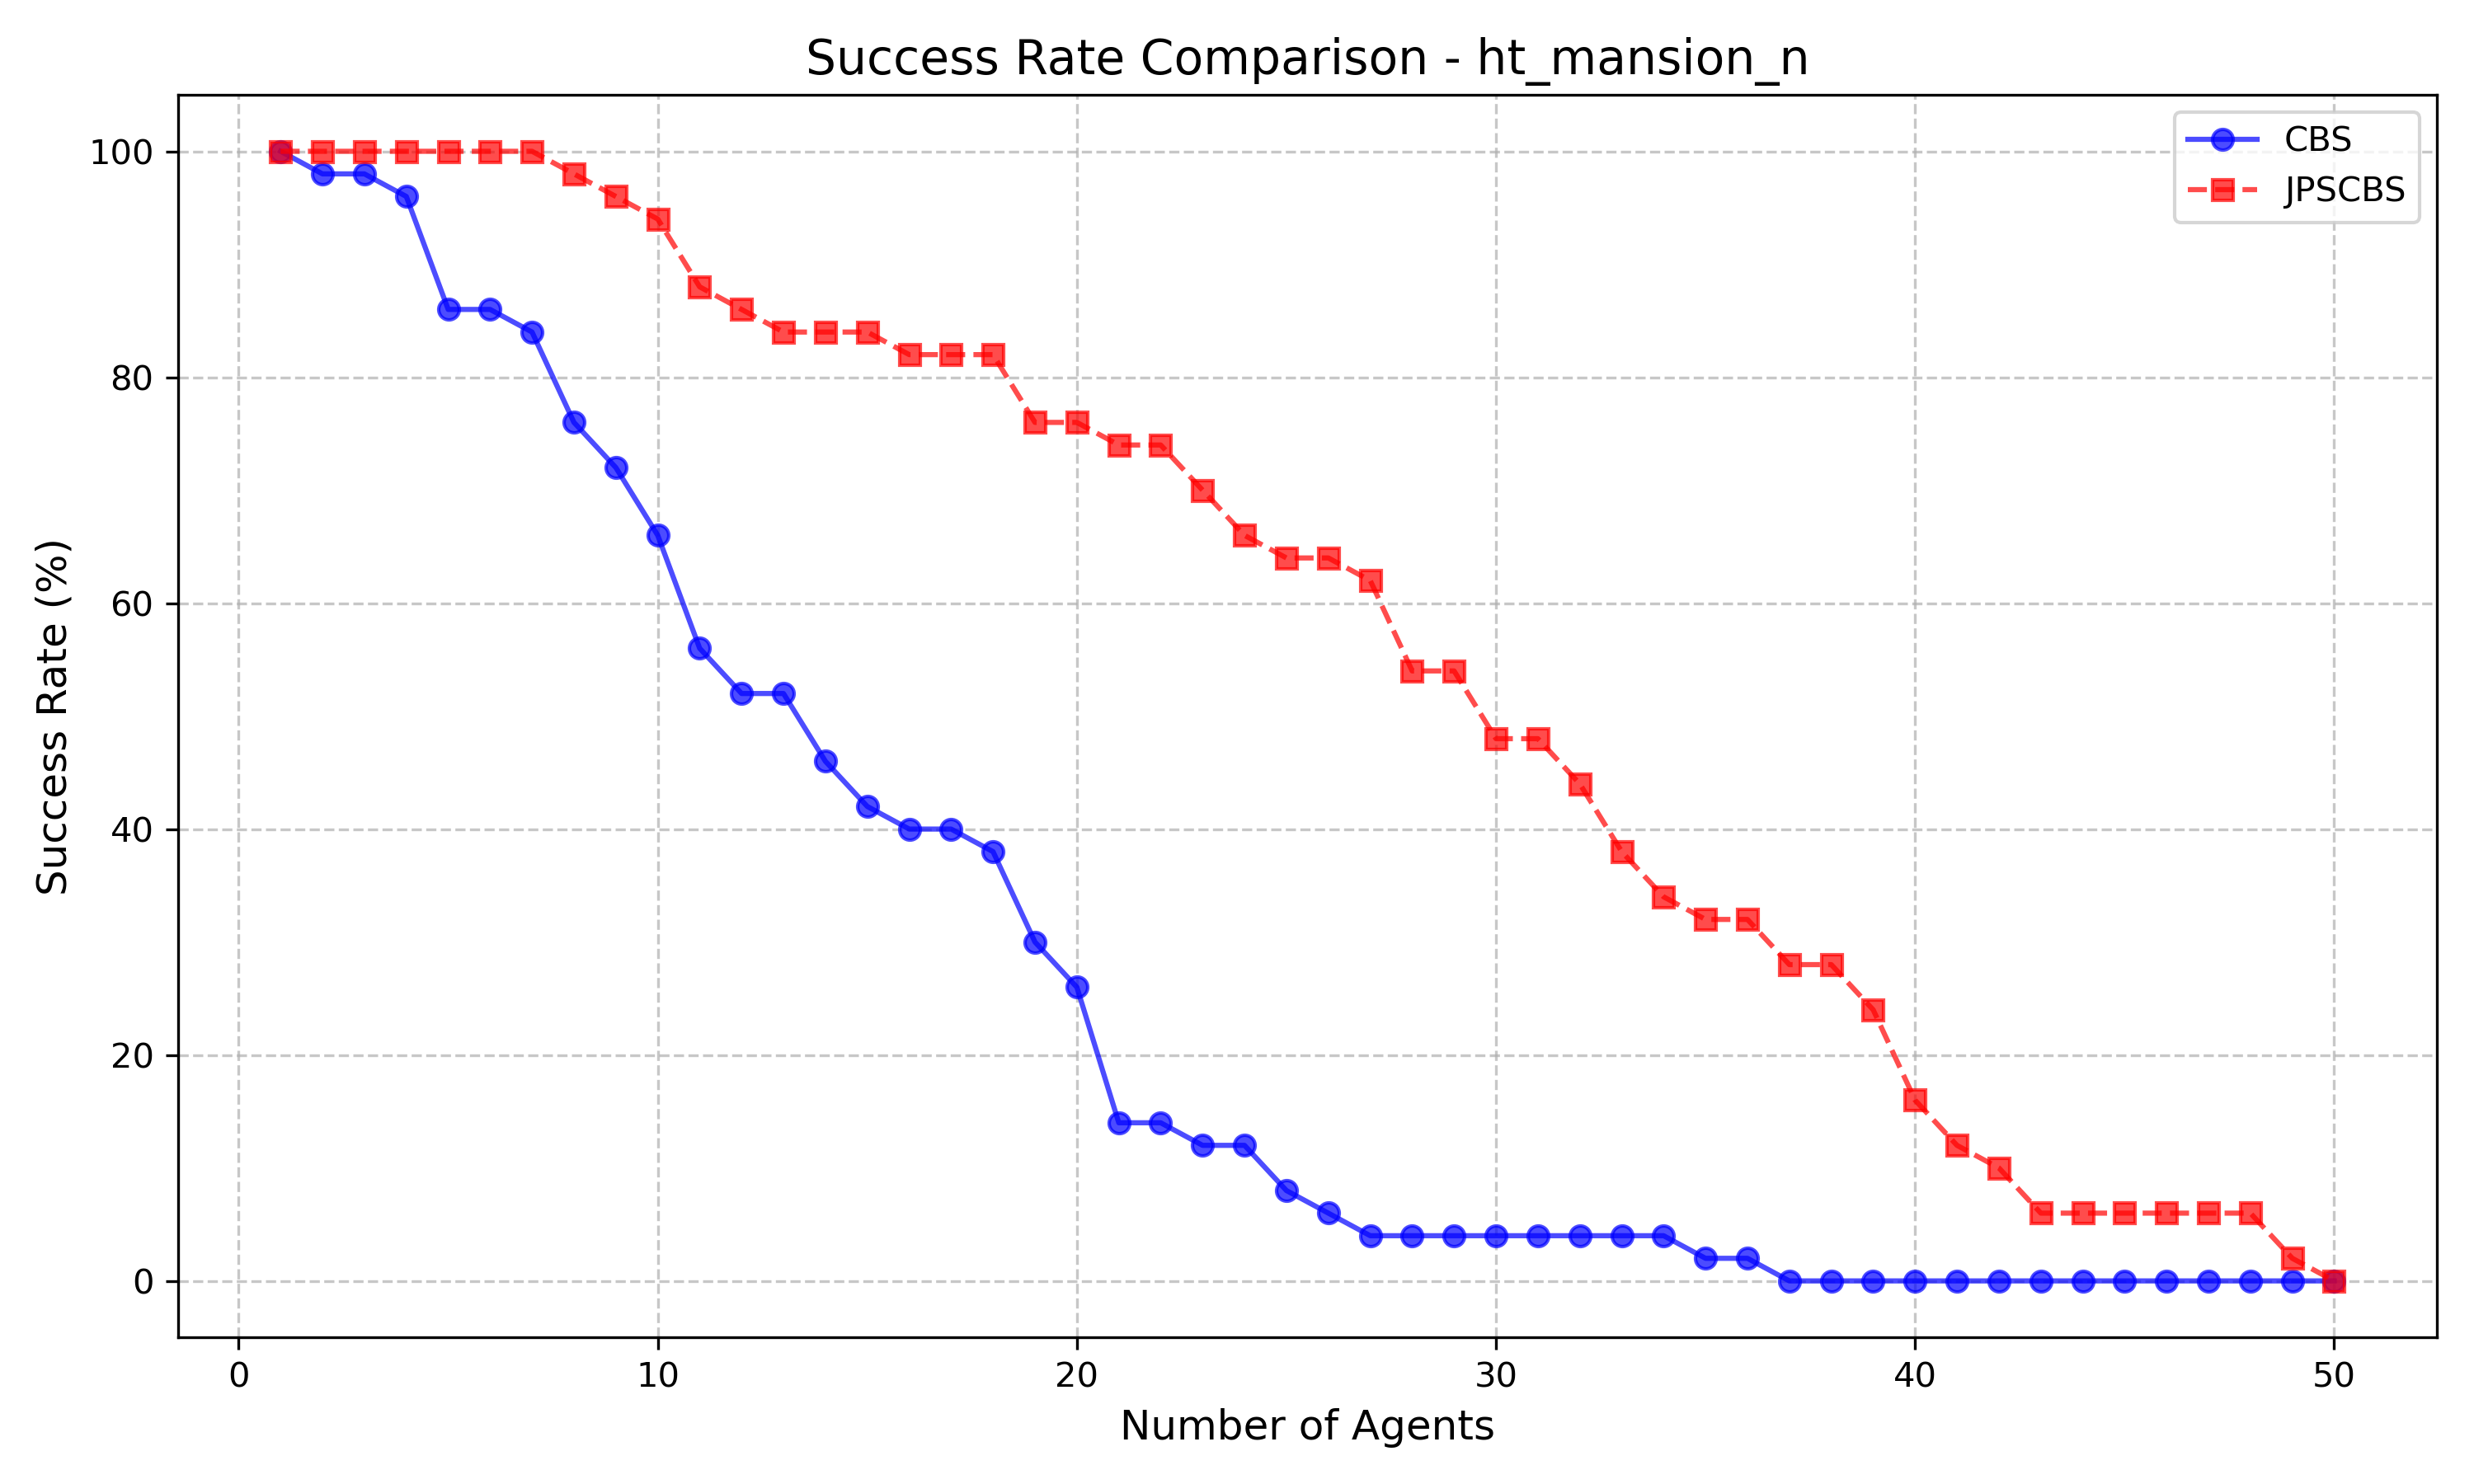 Success Rate Comparison - ht_mansion_n
CBS
JPSCBS
Success Rate (%)
100
80
60
40
20
0
0 10 20 30 40 50
Number of Agents